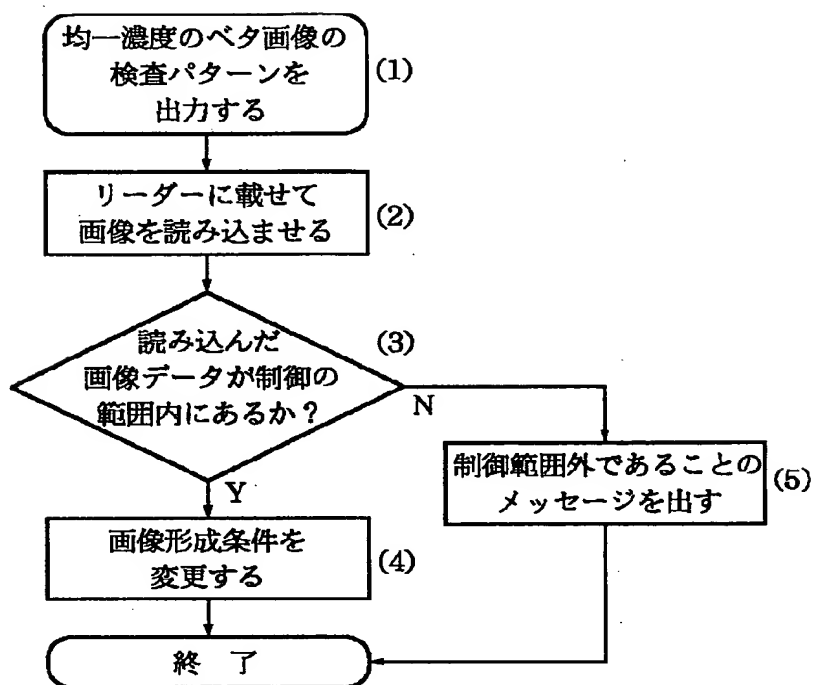 均一濃度のベタ画像の
検査パターンを
出力する
(1)
リーダーに載せて
画像を読み込ませる
(2)
読み込んだ
画像データが制御の
範囲内にあるか？
(3)
N
Y
制御範囲外であることの
メッセージを出す
(5)
画像形成条件を
変更する
(4)
終 了